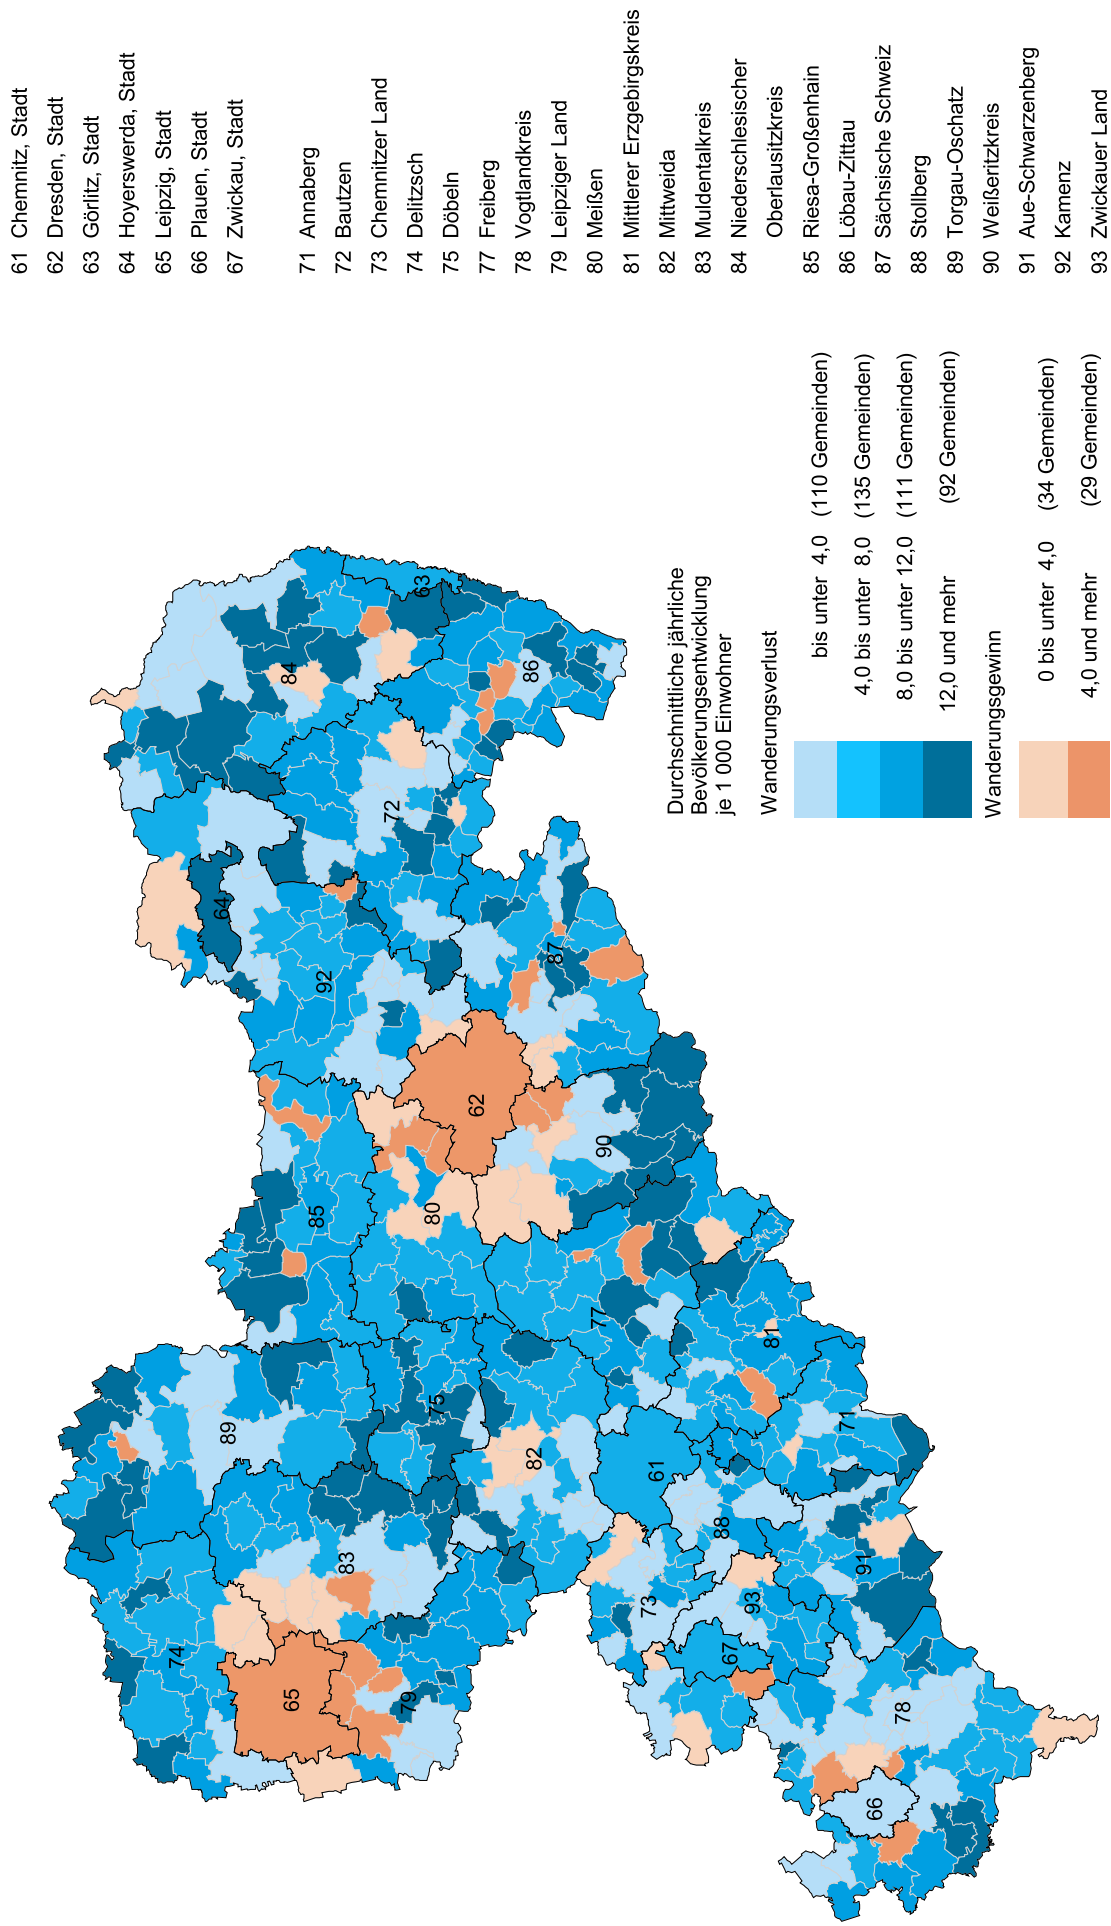 61 Chemnitz, Stadt
62 Dresden, Stadt
63 Görlitz, Stadt
64 Hoyerswerda, Stadt
65 Leipzig, Stadt
66 Plauen, Stadt
67 Zwickau, Stadt
71 Annaberg
72 Bautzen
73 Chemnitzer Land
74 Delitzsch
75 Döbeln
77 Freiberg
78 Vogtlandkreis
79 Leipziger Land
80 Meißen
81 Mittlerer Erzgebirgskreis
82 Mittweida
83 Muldentalkreis
84 Niederschlesischer
Oberlausitzkreis
85 Riesa-Großenhain
86 Löbau-Zittau
87 Sächsische Schweiz
88 Stollberg
89 Torgau-Oschatz
90 Weißeritzkreis
91 Aue-Schwarzenberg
92 Kamenz
93 Zwickauer Land
Durchschnittliche jährliche
Bevölkerungsentwicklung
je 1 000 Einwohner
Wanderungsverlust
bis unter 4,0 (110 Gemeinden)
4,0 bis unter 8,0 (135 Gemeinden)
8,0 bis unter 12,0 (111 Gemeinden)
12,0 und mehr (92 Gemeinden)
Wanderungsgewinn
0 bis unter 4,0 (34 Gemeinden)
4,0 und mehr (29 Gemeinden)
74
65
79
83
89
75
82
85
80
77
62
90
92
64
72
87
84
63
86
61
81
71
88
73
93
67
91
78
66